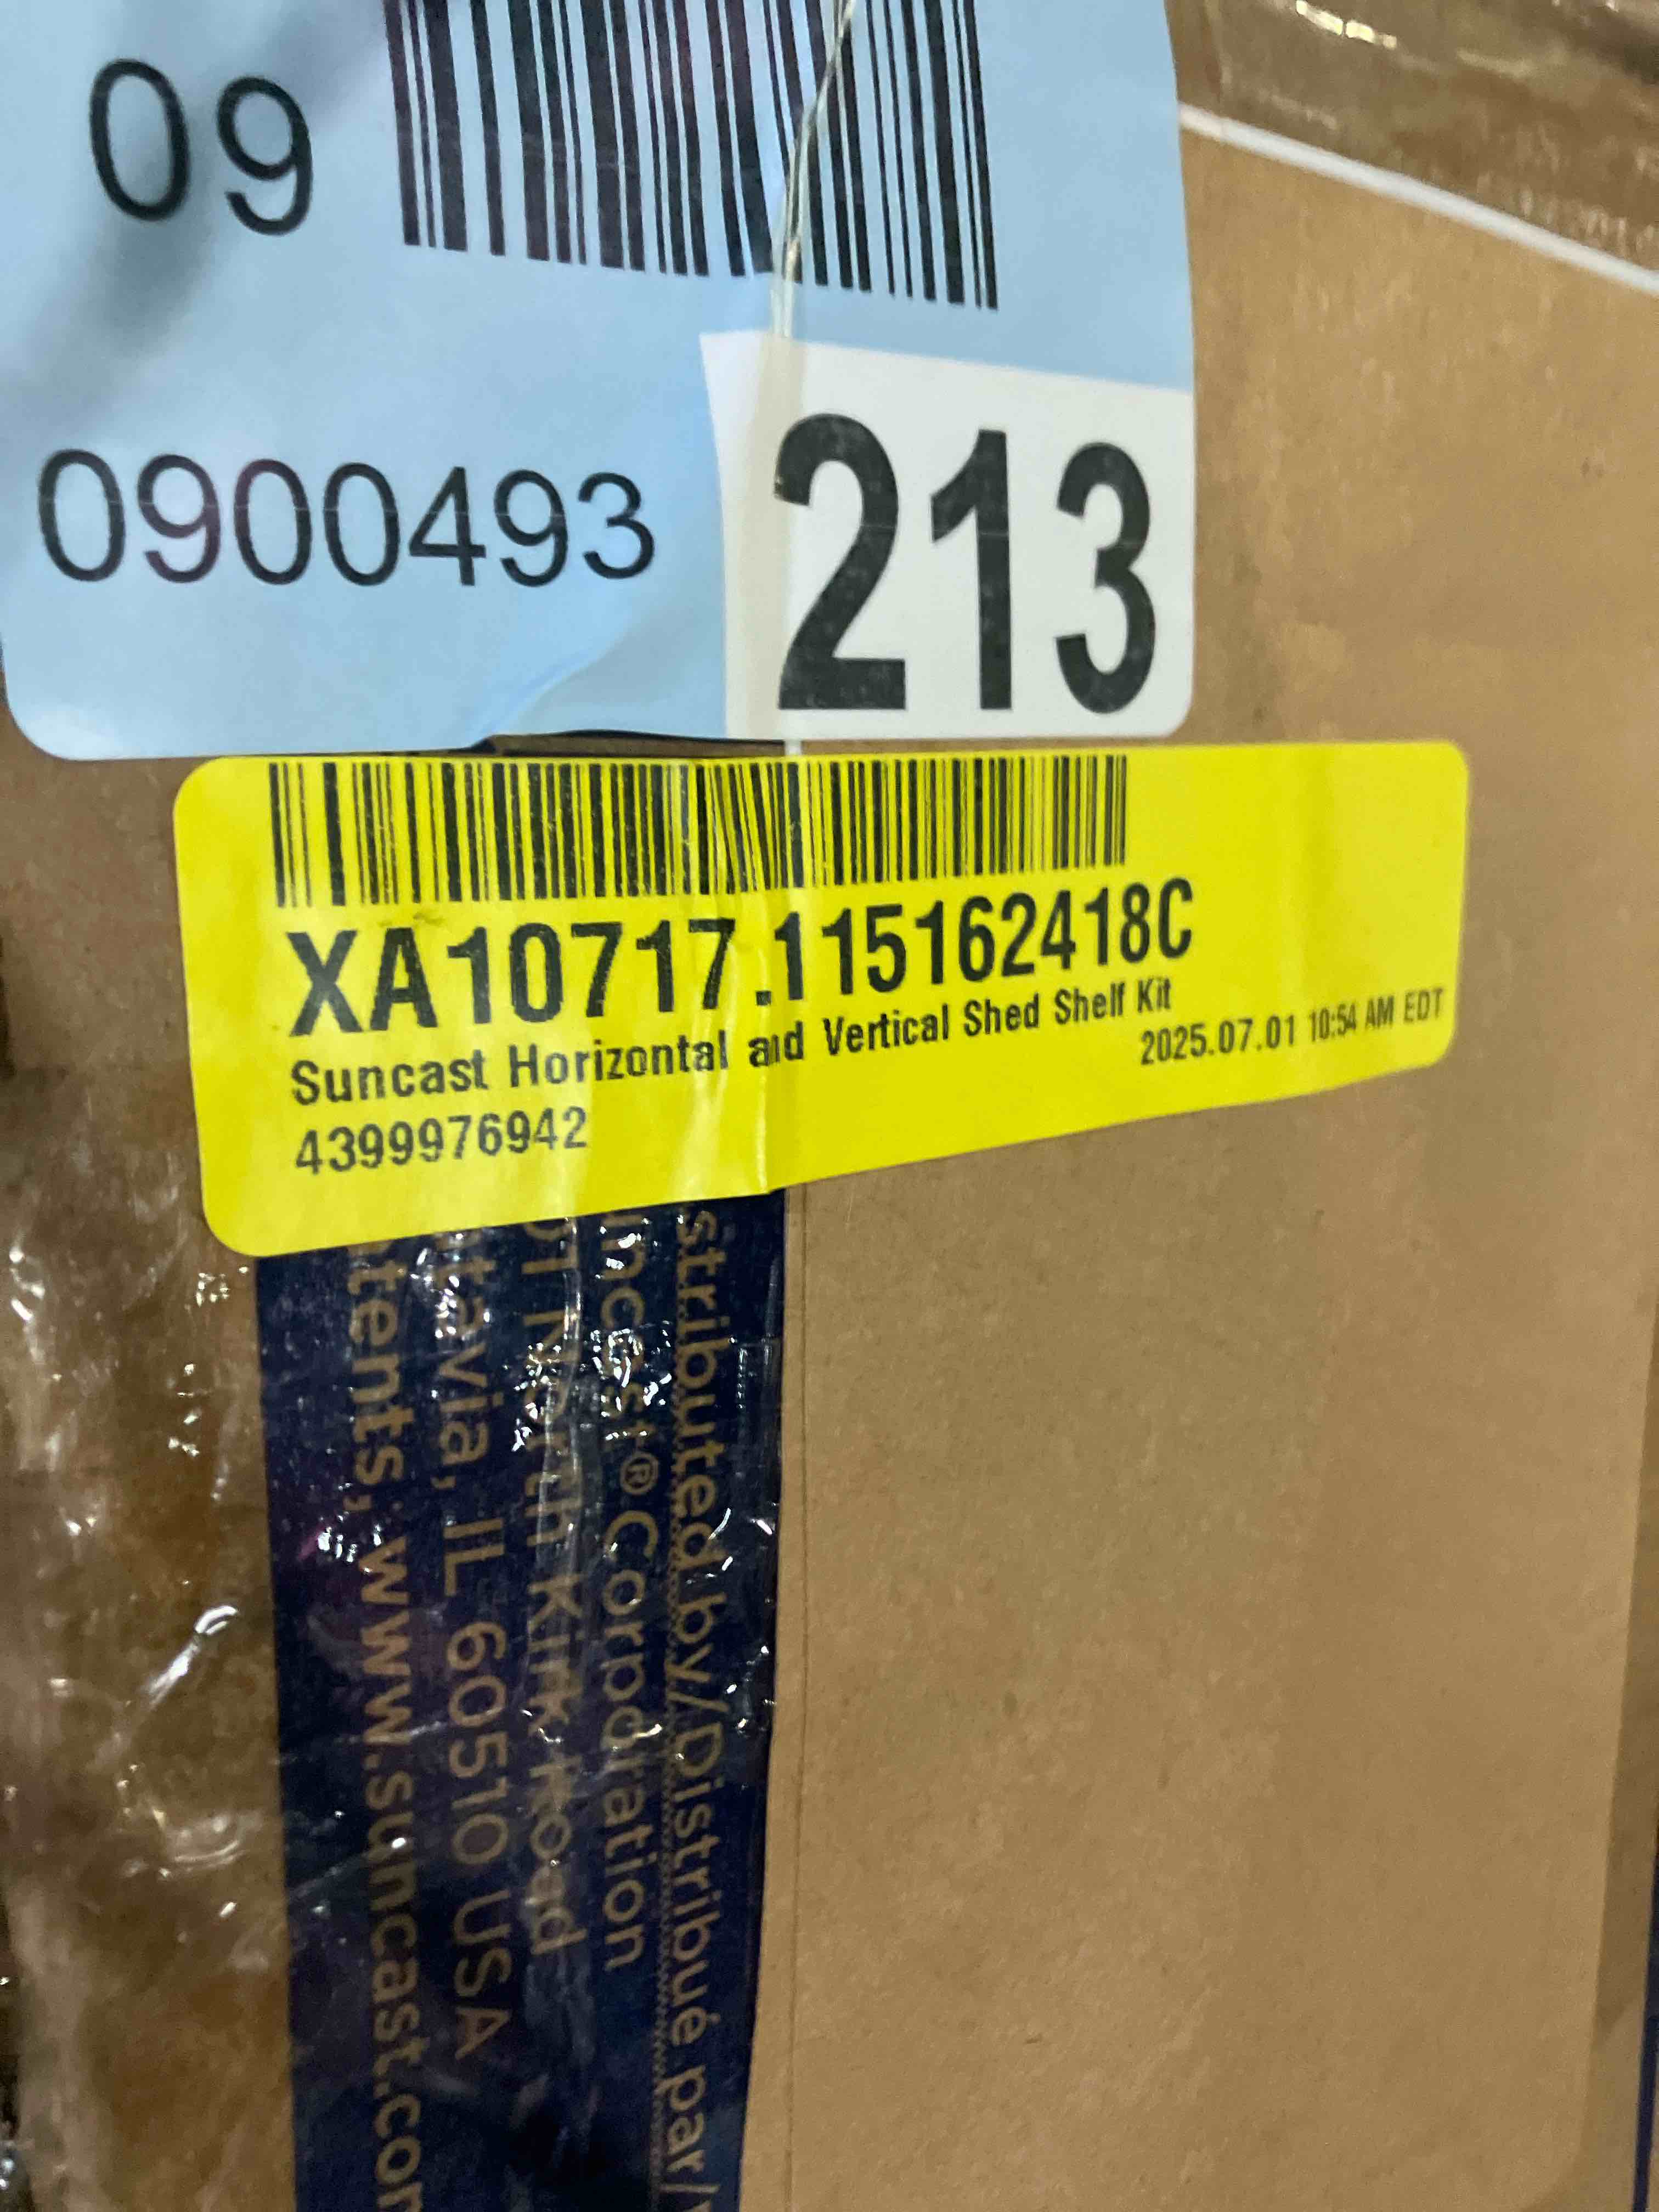 09
0900493
213
XA10717.115162418C
Suncast Horizontal and Vertical Shed Shelf Kit
2025.07.01 10:54 AM EDT
4399976942
stributed by/Distribué par/
uncast® Corporation
01 North Kirk Road
tavia, IL 60510 USA
tents, www.suncast.com